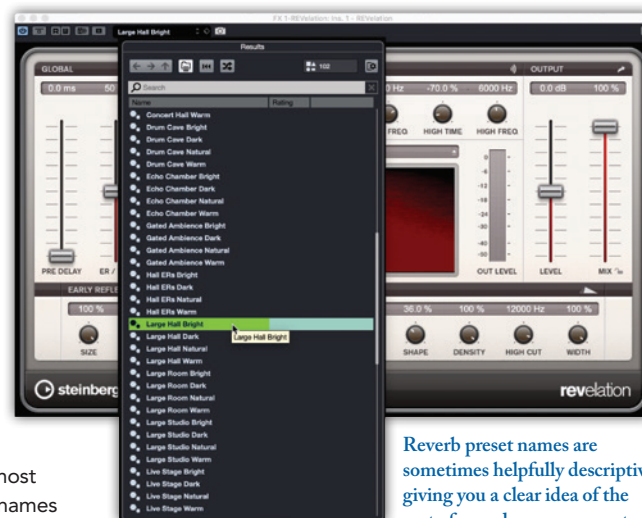 FX 1-REVelation: Ins. 1 - REVelation
Large Hall Bright
Results
102
Search
Name Rating
Concert Hall Warm
Drum Cave Bright
Drum Cave Dark
Drum Cave Natural
Drum Cave Warm
Echo Chamber Bright
Echo Chamber Dark
Echo Chamber Natural
Echo Chamber Warm
Gated Ambience Bright
Gated Ambience Dark
Gated Ambience Natural
Gated Ambience Warm
Hall ERs Bright
Hall ERs Dark
Hall ERs Natural
Hall ERs Warm
Large Hall Bright
Large Hall Dark
Large Hall Bright
Large Hall Natural
Large Hall Warm
Large Room Bright
Large Room Dark
Large Room Natural
Large Room Warm
Large Studio Bright
Large Studio Dark
Large Studio Natural
Large Studio Warm
Live Stage Bright
Live Stage Dark
Live Stage Natural
Live Stage Warm
GLOBAL
0.0 ms 50
PRE DELAY ER /
EARLY REFLE
100 %
SIZE
steinberg
OUTPUT
0 Hz -70.0 % 6000 Hz 0.0 dB 100 %
FREQ HIGH TIME HIGH FREQ
0
-6
-12
-18
-24
-30
-40
-50
OUT LEVEL LEVEL MIX
36.0 % 100 % 12000 Hz 100 %
SHAPE DENSITY HIGH CUT WIDTH
revelation
most
names
Reverb preset names are
sometimes helpfully descriptiv
giving you a clear idea of the